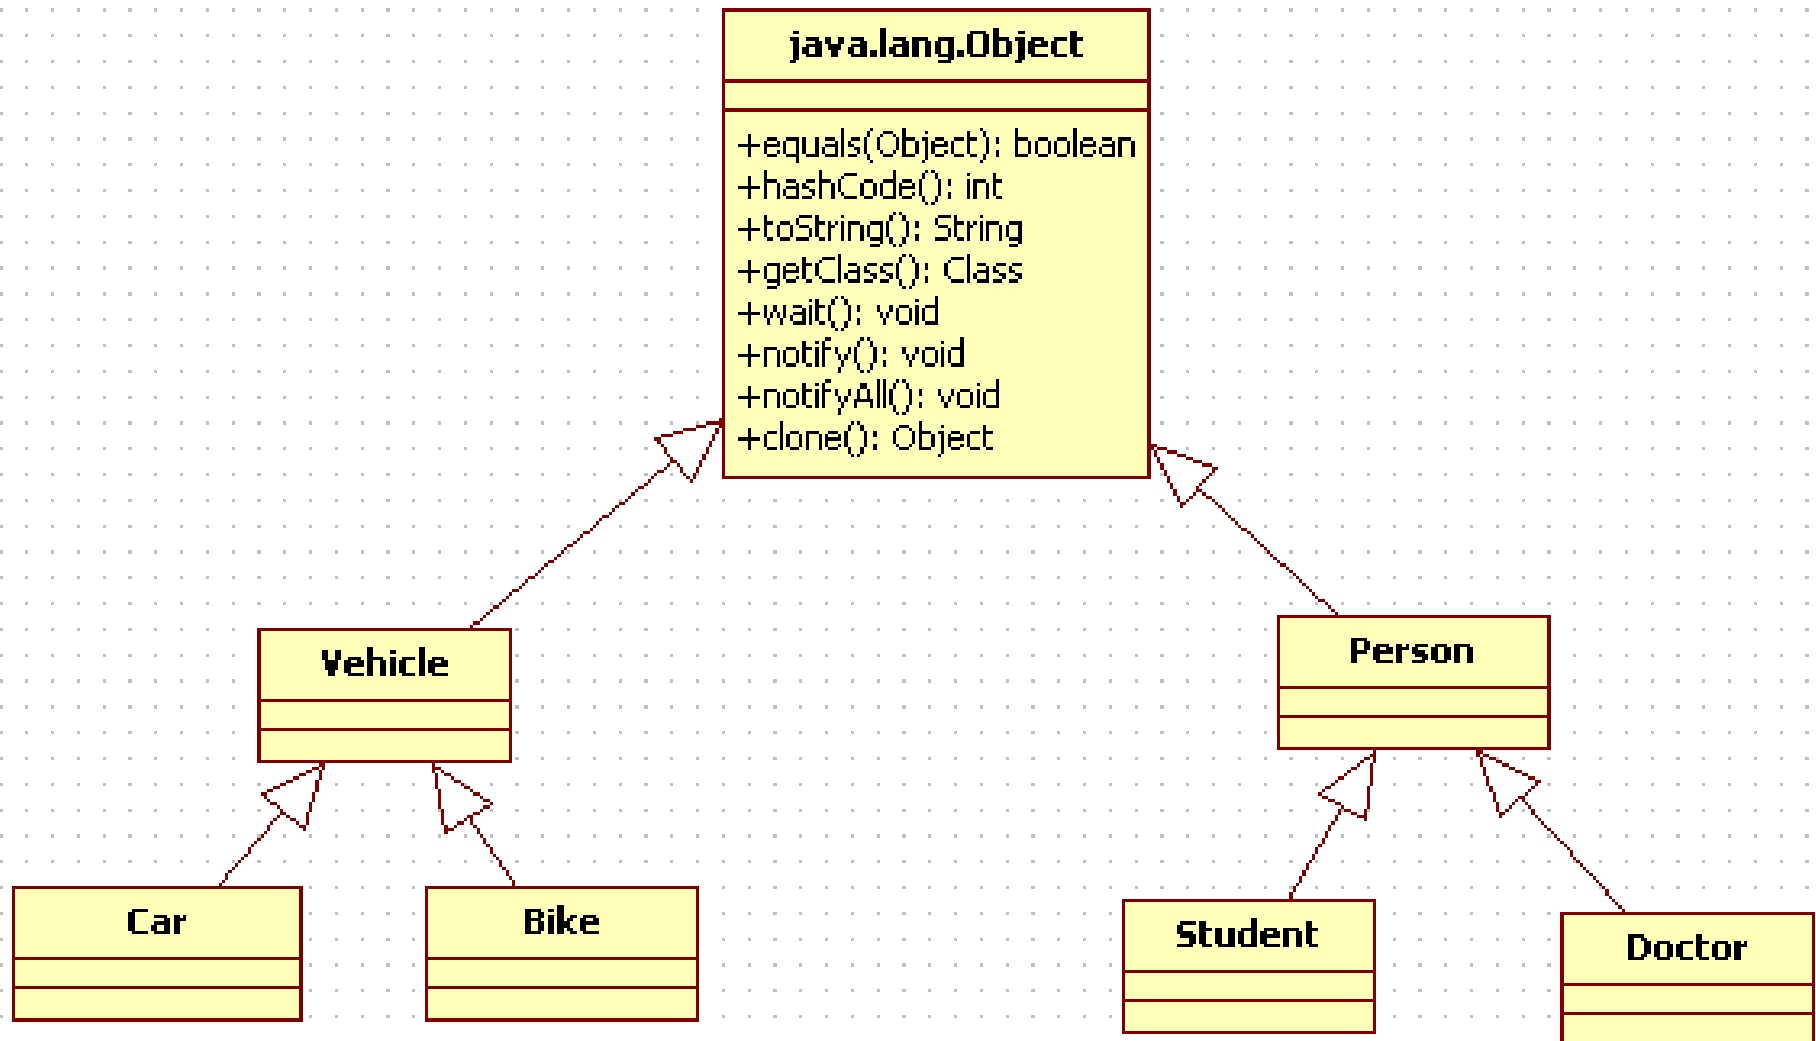 java.lang.Object
+equals(Object): boolean
+hashCode(): int
+toString(): String
+getClass(): Class
+wait(): void
+notify(): void
+notifyAll(): void
+clone(): Object
Vehicle
Person
Car
Bike
Student
Doctor